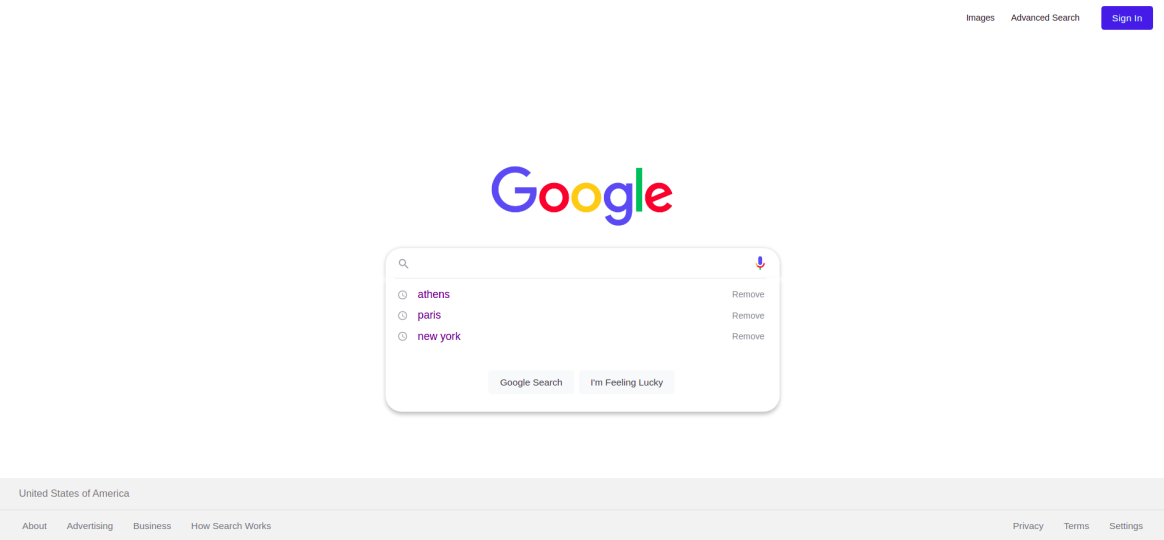 Images Advanced Search Sign In
Google
athens Remove
paris Remove
new york Remove
Google Search I'm Feeling Lucky
United States of America
About Advertising Business How Search Works Privacy Terms Settings